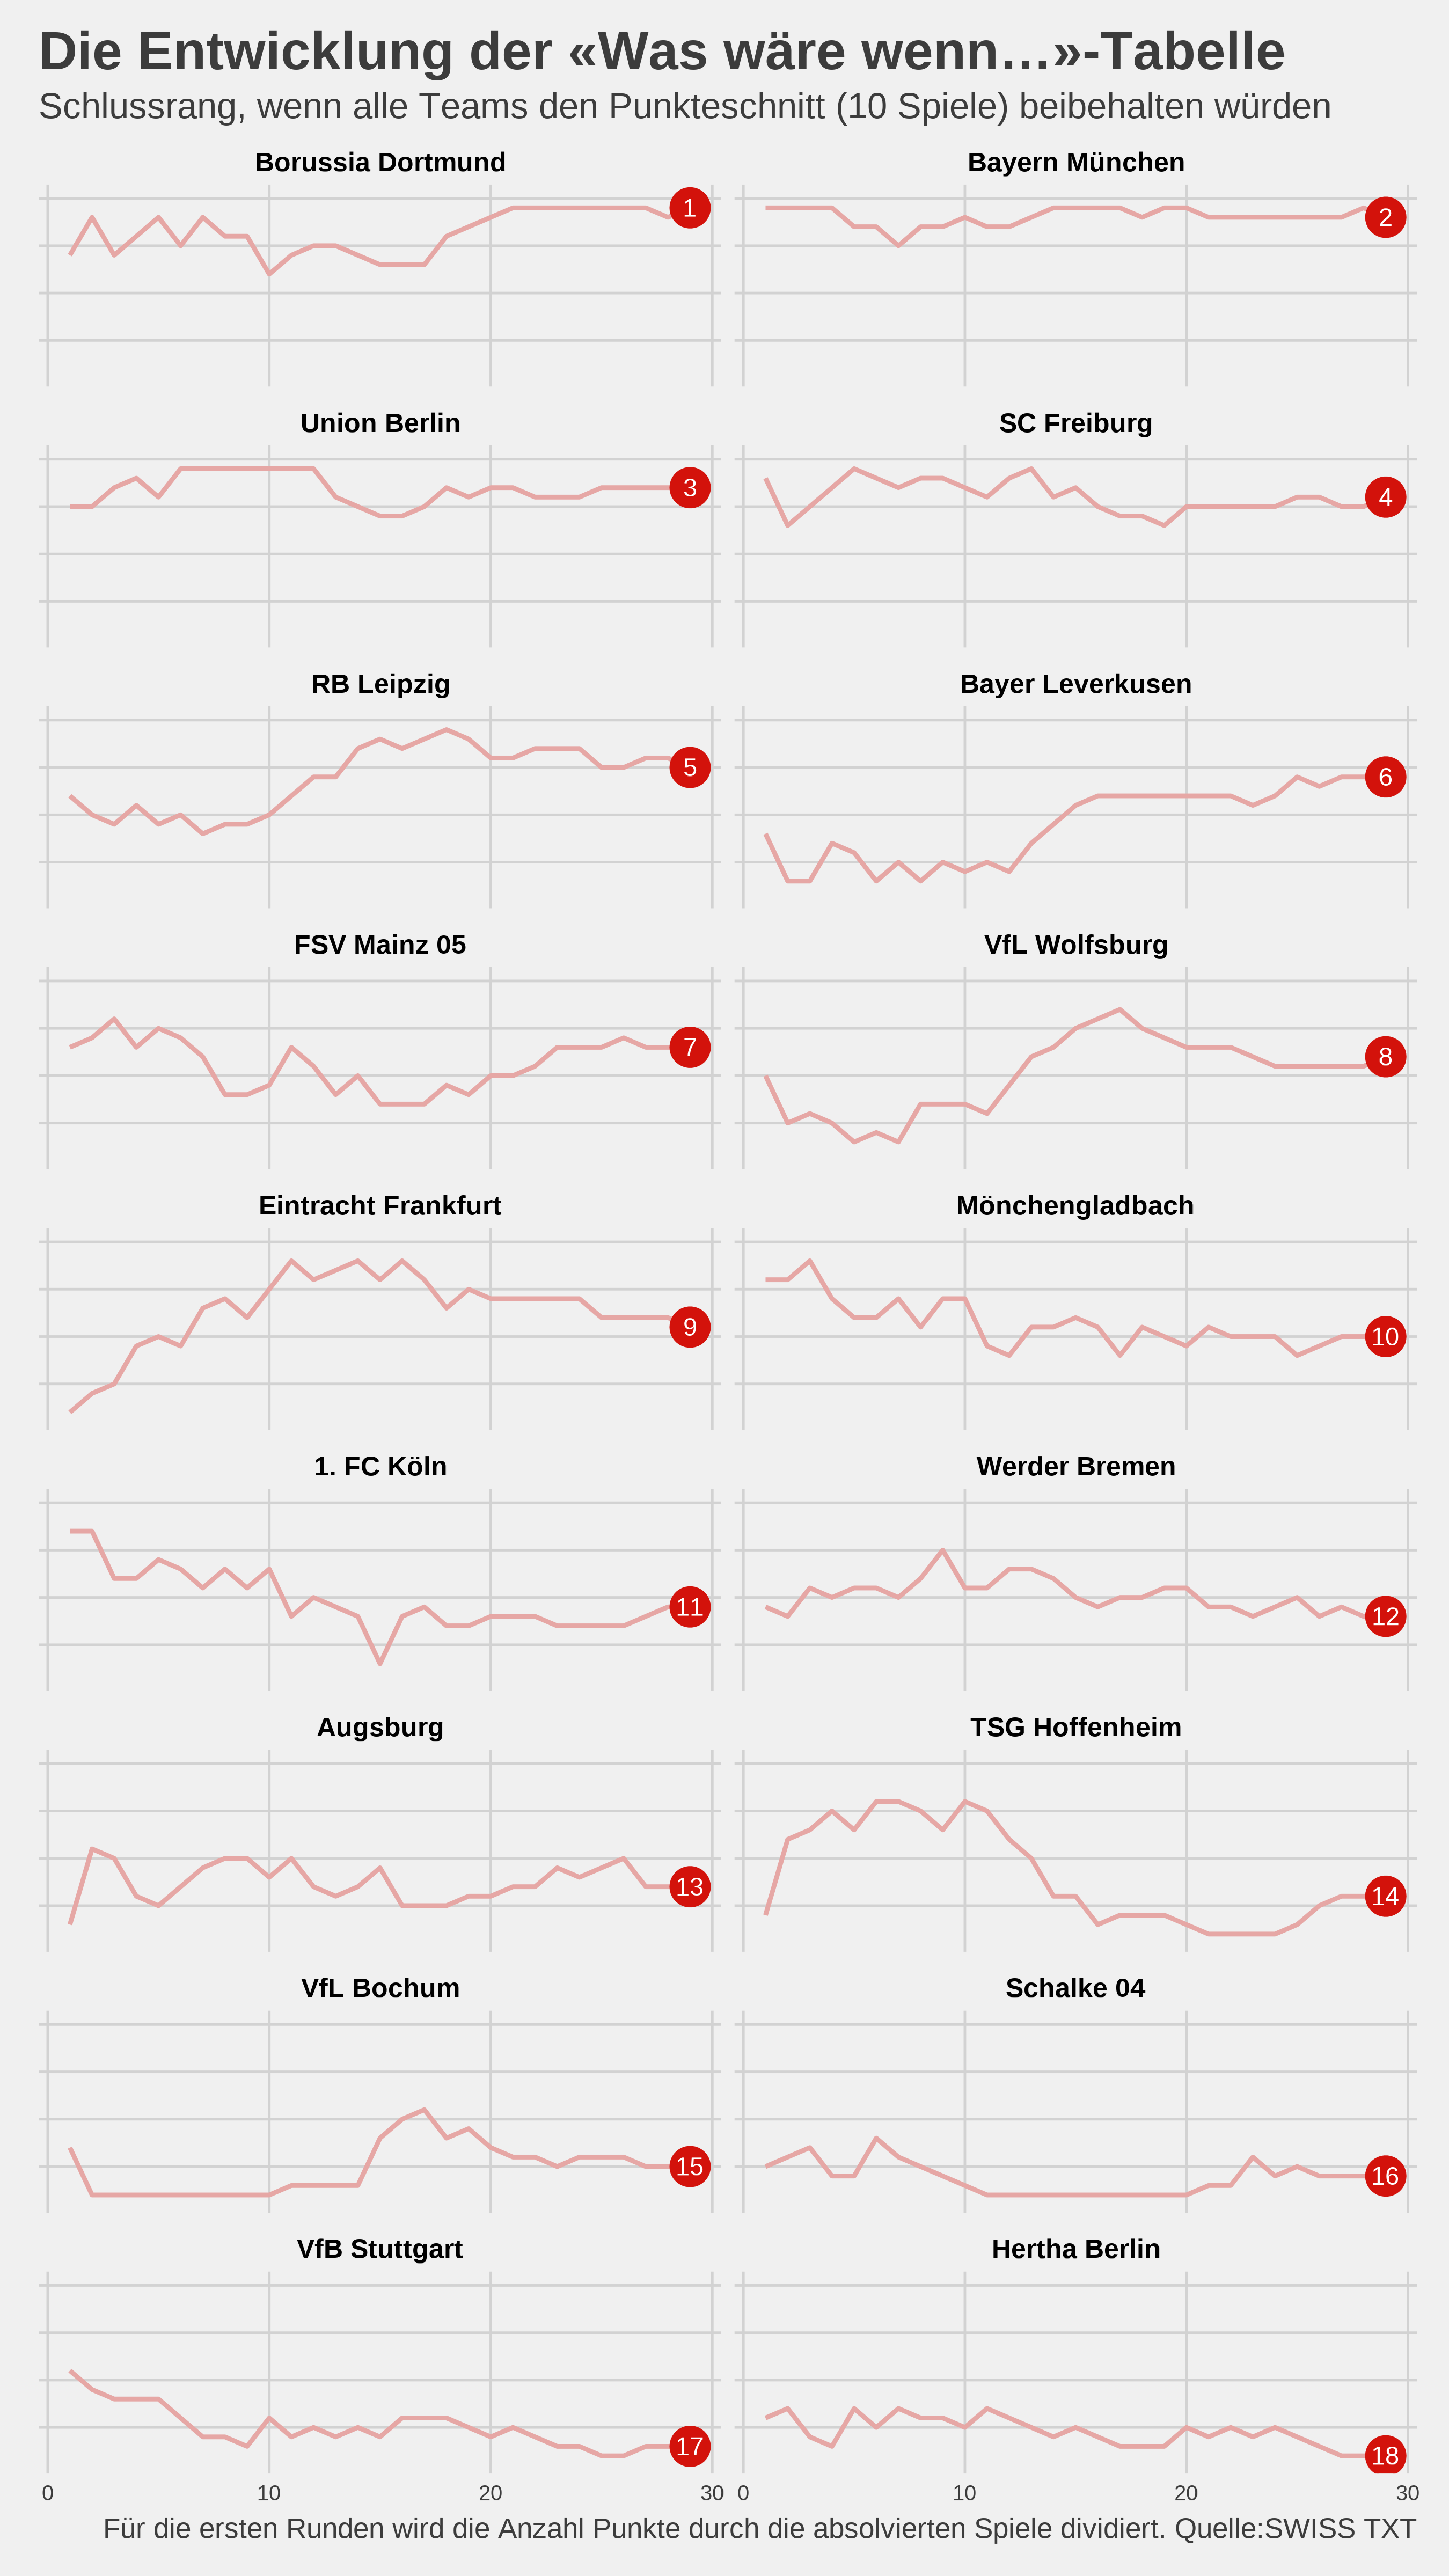 Die Entwicklung der «Was wäre wenn…»-Tabelle
Schlussrang, wenn alle Teams den Punkteschnitt (10 Spiele) beibehalten würden
Borussia Dortmund
Bayern München
1
2
Union Berlin
SC Freiburg
3
4
RB Leipzig
Bayer Leverkusen
5
6
FSV Mainz 05
VfL Wolfsburg
7
8
Eintracht Frankfurt
Mönchengladbach
9
10
1. FC Köln
Werder Bremen
11
12
Augsburg
TSG Hoffenheim
13
14
VfL Bochum
Schalke 04
15
16
VfB Stuttgart
Hertha Berlin
17
18
0 10 20 30 0 10 20 30
Für die ersten Runden wird die Anzahl Punkte durch die absolvierten Spiele dividiert. Quelle:SWISS TXT